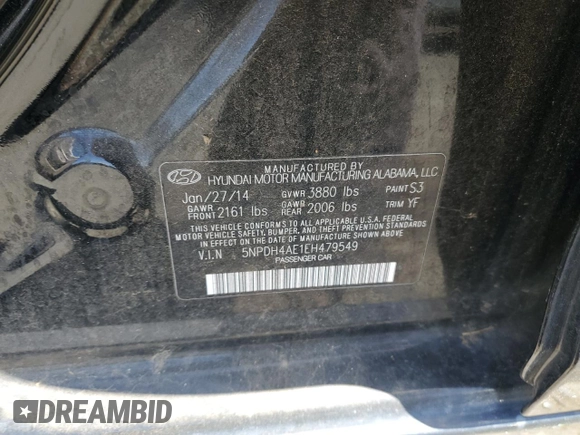 MANUFACTURED BY
HYUNDAI MOTOR MANUFACTURING ALABAMA, LLC
Jan/27/14 GVWR 3880 lbs PAINT S3
GAWR FRONT 2161 lbs GAWR REAR 2006 lbs TRIM YF
THIS VEHICLE CONFORMS TO ALL APPLICABLE U.S.A. FEDERAL
MOTOR VEHICLE SAFETY, BUMPER, AND THEFT PREVENTION
STANDARDS IN EFFECT ON THE DATE OF MANUFACTURE SHOWN ABOVE.
V.I.N 5NPDH4AE1EH479549
PASSENGER CAR
DREAMBID